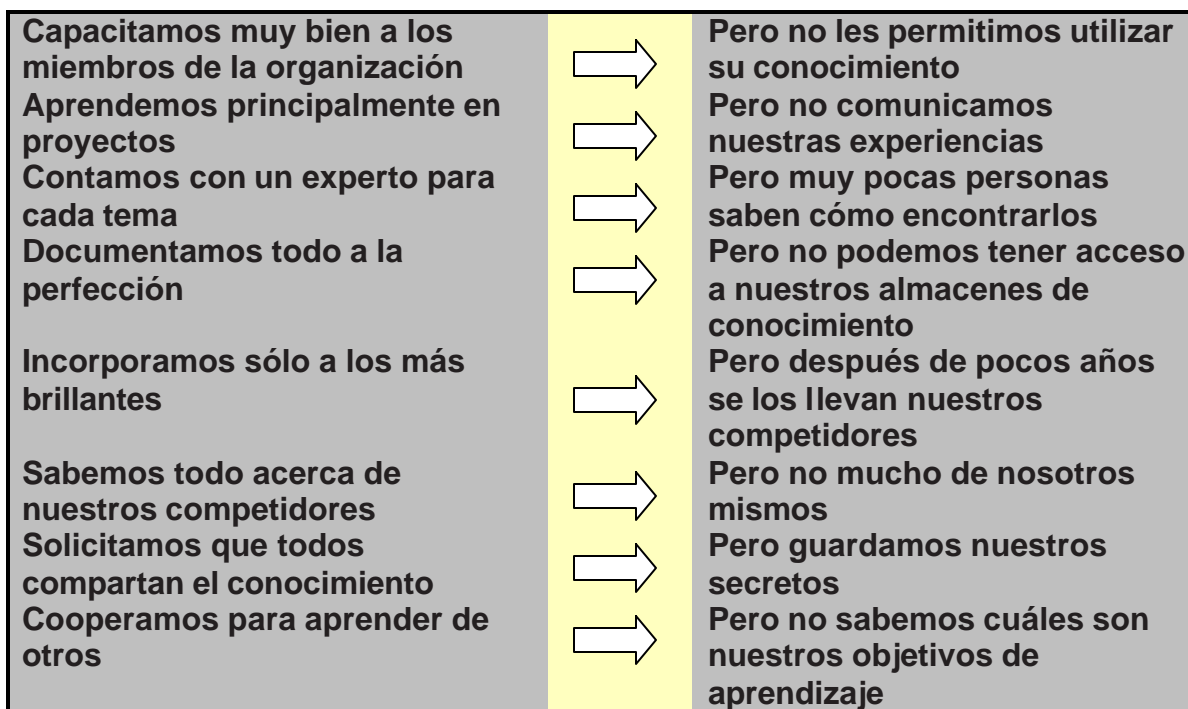 Capacitamos muy bien a los
miembros de la organización
Pero no les permitimos utilizar
su conocimiento
Aprendemos principalmente en
proyectos
Pero no comunicamos
nuestras experiencias
Contamos con un experto para
cada tema
Pero muy pocas personas
saben cómo encontrarlos
Documentamos todo a la
perfección
Pero no podemos tener acceso
a nuestros almacenes de
conocimiento
Incorporamos sólo a los más
brillantes
Pero después de pocos años
se los llevan nuestros
competidores
Sabemos todo acerca de
nuestros competidores
Pero no mucho de nosotros
mismos
Solicitamos que todos
compartan el conocimiento
Pero guardamos nuestros
secretos
Cooperamos para aprender de
otros
Pero no sabemos cuáles son
nuestros objetivos de
aprendizaje